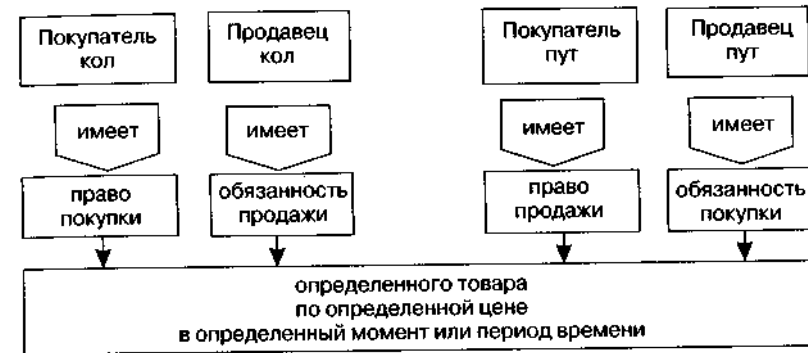 Покупатель
кол
Продавец
кол
Покупатель
пут
Продавец
пут
имеет
имеет
имеет
имеет
право
покупки
обязанность
продажи
право
продажи
обязанность
покупки
определенного товара
по определенной цене
в определенный момент или период времени